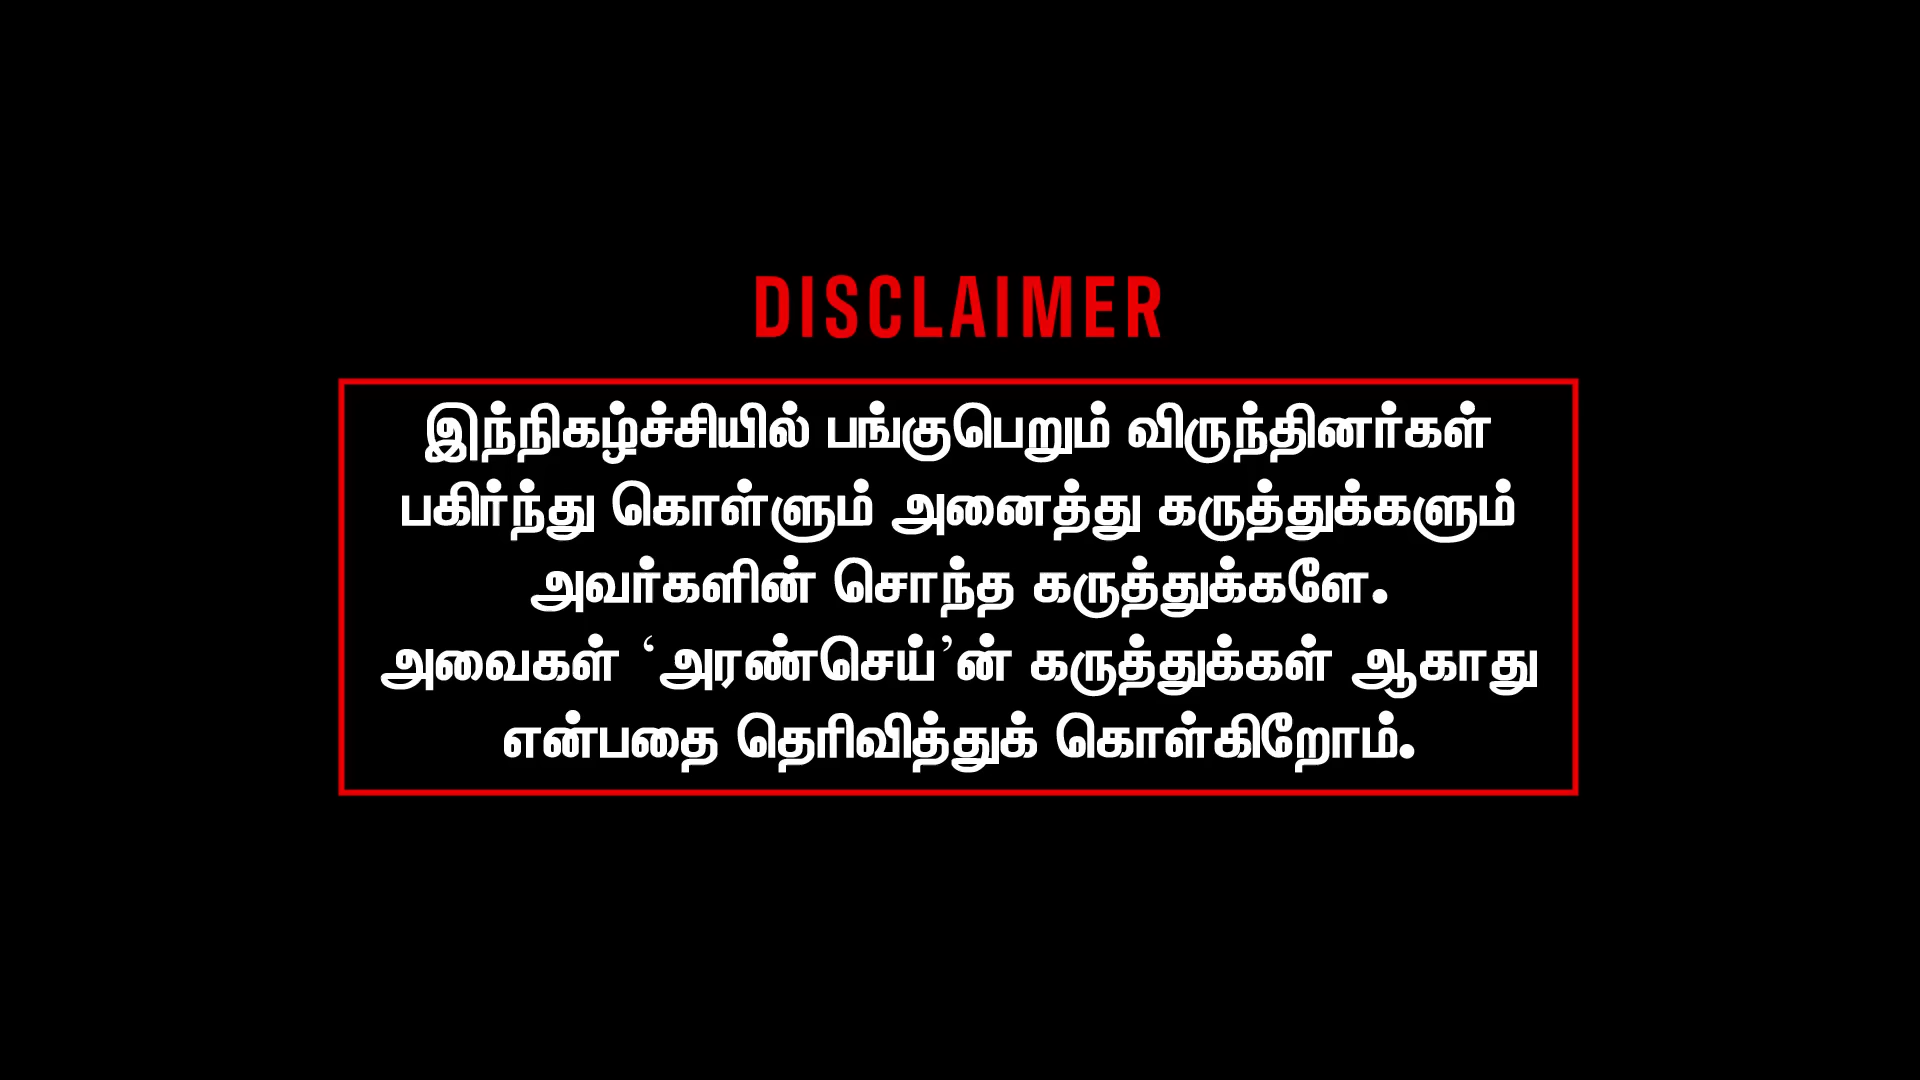 DISCLAIMER
இந்நிகழ்ச்சியில் பங்குபெறும் விருந்தினர்கள்
பகிர்ந்து கொள்ளும் அனைத்து கருத்துக்களும்
அவர்களின் சொந்த கருத்துக்களே.
அவைகள் ‘அரண்செய்’ன் கருத்துக்கள் ஆகாது
என்பதை தெரிவித்துக் கொள்கிறோம்.